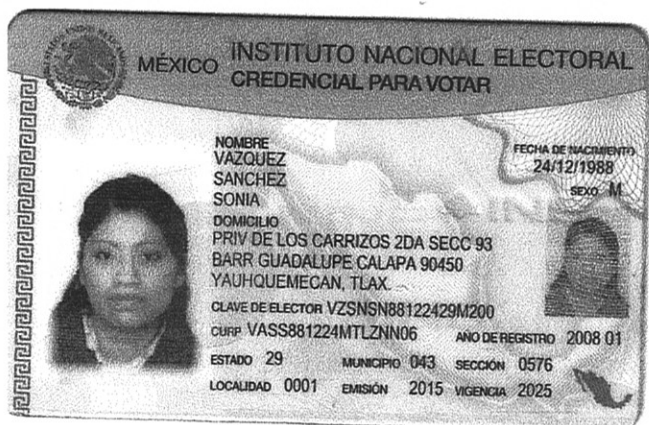 MÉXICO INSTITUTO NACIONAL ELECTORAL
CREDENCIAL PARA VOTAR
NOMBRE
VAZQUEZ
SANCHEZ
SONIA
FECHA DE NACIMIENTO
24/12/1988
SEXO M
DOMICILIO
PRIV DE LOS CARRIZOS 2DA SECC 93
BARR GUADALUPE CALAPA 90450
YAUHQUEMECAN, TLAX.
CLAVE DE ELECTOR VZSNSN88122429M200
CURP VASS881224MTLZNN06 AÑO DE REGISTRO 2008 01
ESTADO 29 MUNICIPIO 043 SECCIÓN 0576
LOCALIDAD 0001 EMISIÓN 2015 VIGENCIA 2025